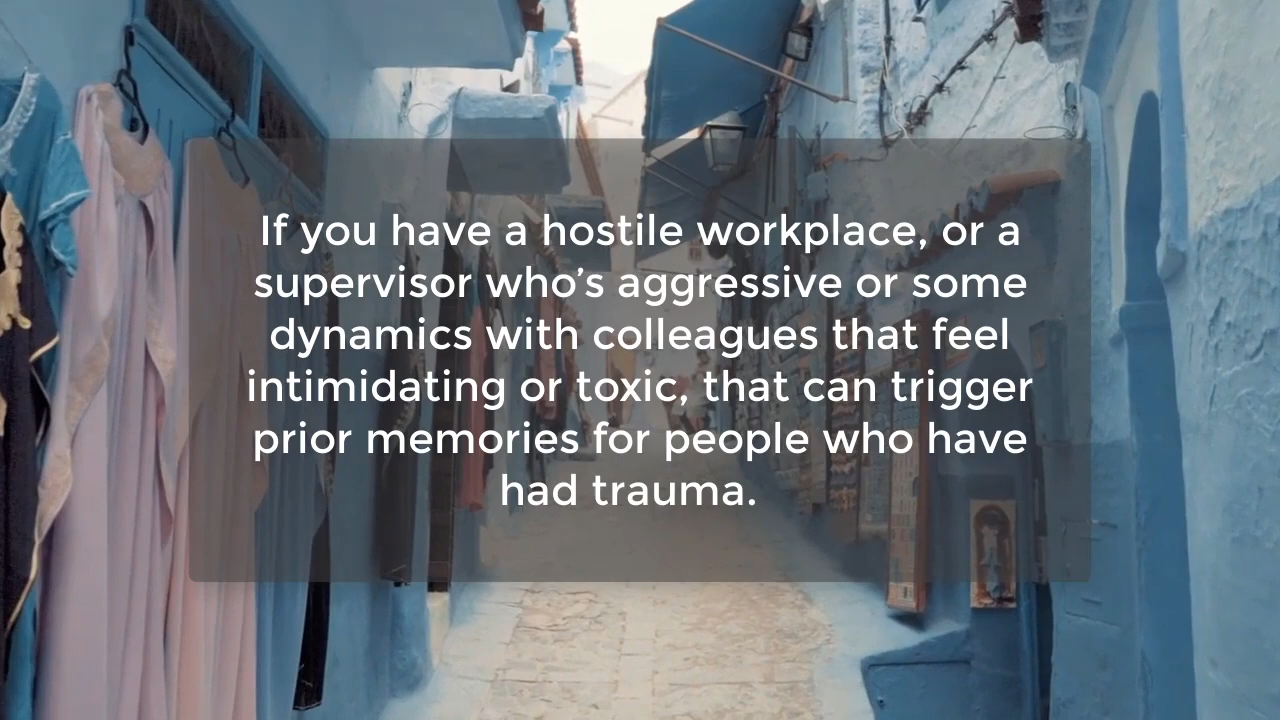 If you have a hostile workplace, or a
supervisor who’s aggressive or some
dynamics with colleagues that feel
intimidating or toxic, that can trigger
prior memories for people who have
had trauma.